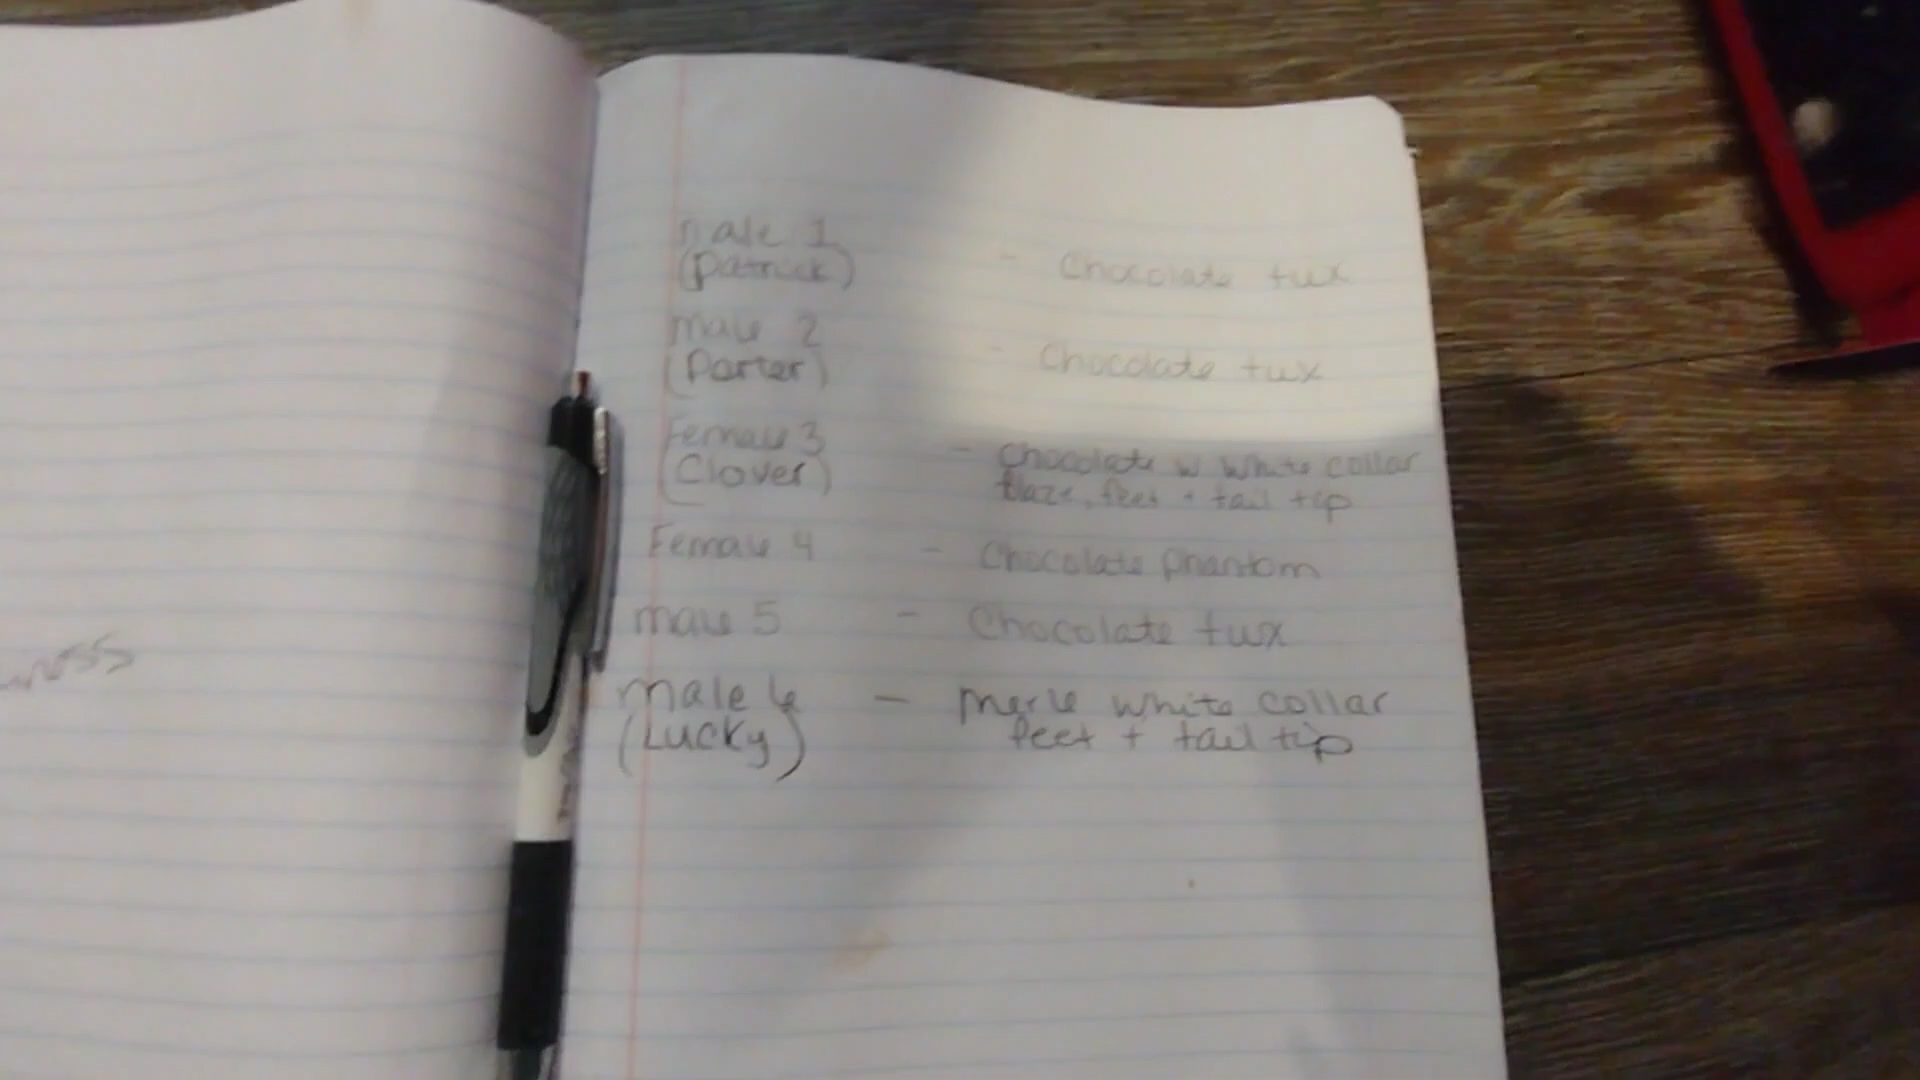 male 1
(Patrick) - Chocolate tux
male 2
(Porter) - Chocolate tux
Female 3
(Clover) - Chocolate w white collar
blaze, feet + tail tip
Female 4 - Chocolate phantom
male 5 - Chocolate tux
male 6 - merle white collar
(Lucky) feet + tail tip